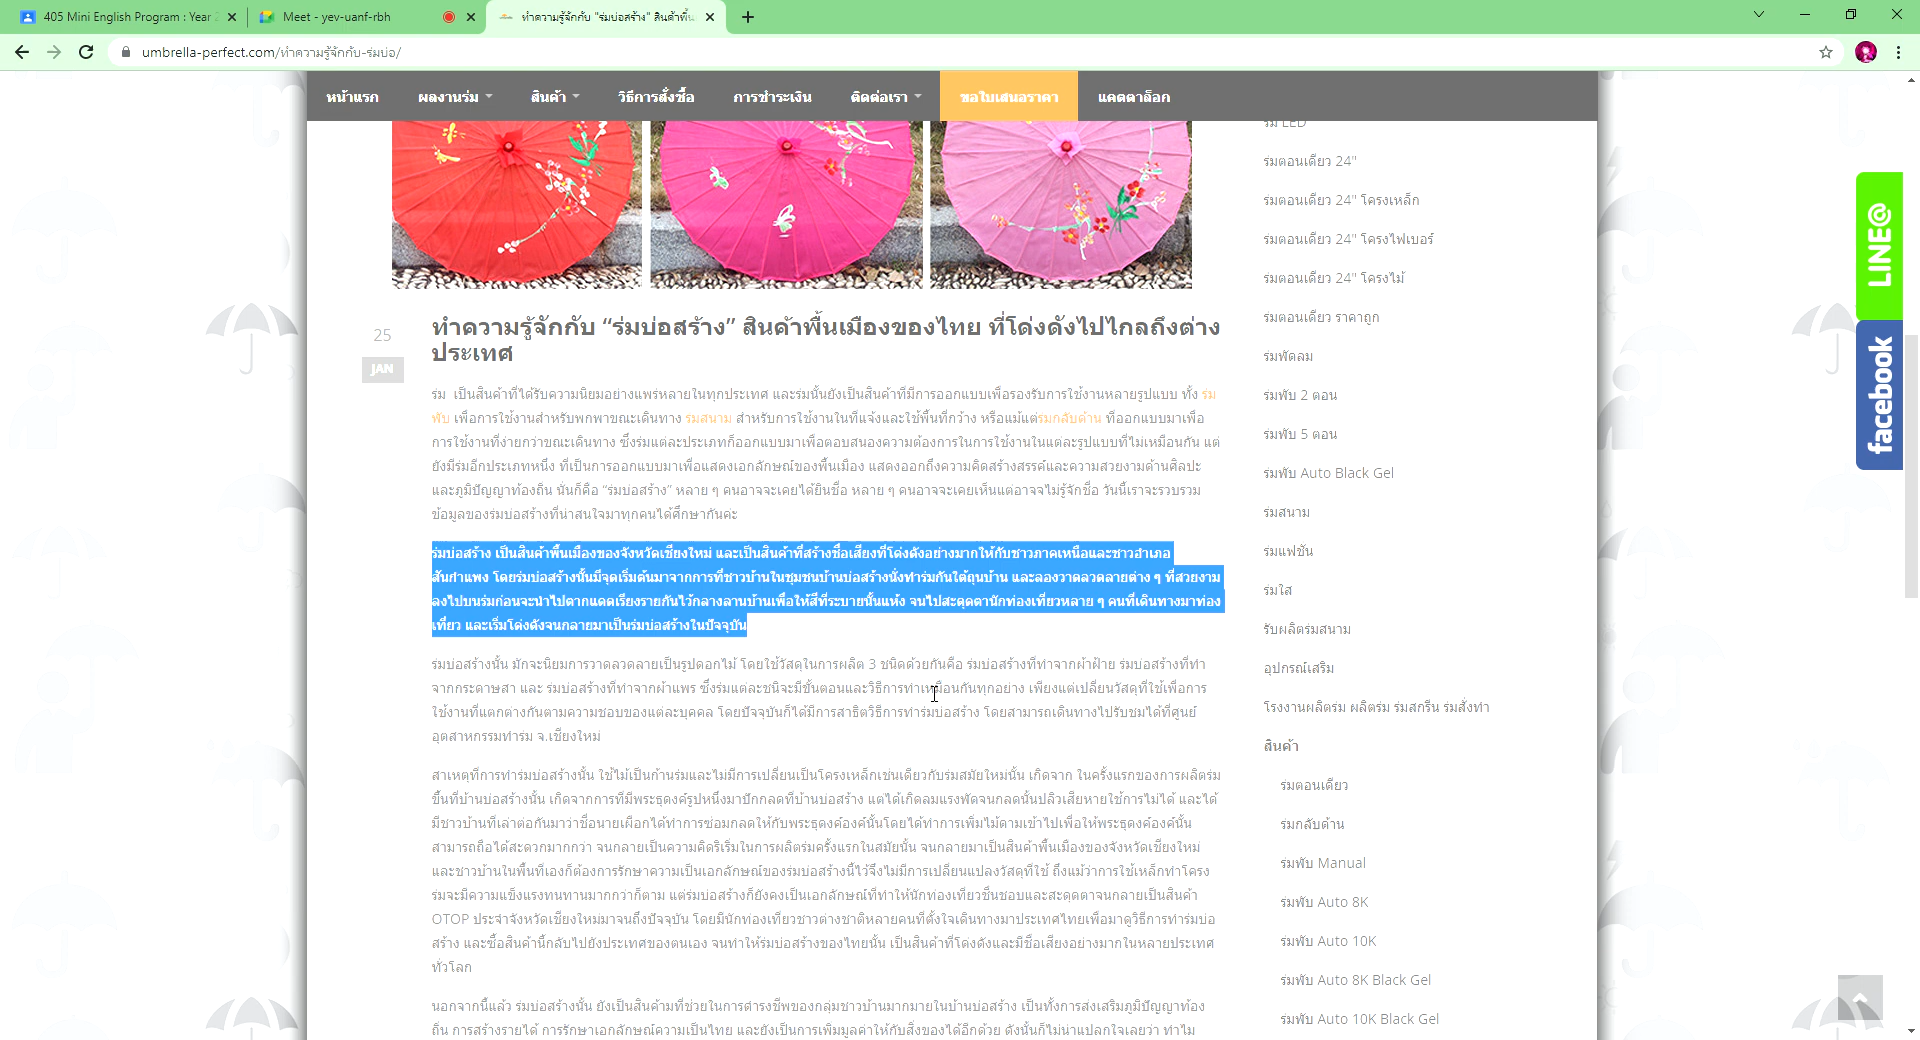 405 Mini English Program : Year
Meet - yev-uanf-rbh
ทำความรู้จักกับ "ร่มบ่อสร้าง" สินค้าพื้น
umbrella-perfect.com/ทำความรู้จักกับ-ร่มบ่อ/
หน้าแรก ผลงานร่ม สินค้า วิธีการสั่งซื้อ การชำระเงิน ติดต่อเรา ขอใบเสนอราคา แคตตาล็อก
25
JAN
ทำความรู้จักกับ “ร่มบ่อสร้าง” สินค้าพื้นเมืองของไทย ที่โด่งดังไปไกลถึงต่าง
ประเทศ
ร่ม เป็นสินค้าที่ได้รับความนิยมอย่างแพร่หลายในทุกประเทศ และร่มนั้นยังเป็นสินค้าที่มีการออกแบบเพื่อรองรับการใช้งานหลายรูปแบบ ทั้ง ร่ม
พับ เพื่อการใช้งานสำหรับพกพาขณะเดินทาง ร่มสนาม สำหรับการใช้งานในที่แจ้งและใช้พื้นที่กว้าง หรือแม้แต่ร่มกลับด้าน ที่ออกแบบมาเพื่อ
การใช้งานที่ง่ายกว่าขณะเดินทาง ซึ่งร่มแต่ละประเภทก็ออกแบบมาเพื่อตอบสนองความต้องการในการใช้งานในแต่ละรูปแบบที่ไม่เหมือนกัน แต่
ยังมีร่มอีกประเภทหนึ่ง ที่เป็นการออกแบบมาเพื่อแสดงเอกลักษณ์ของพื้นเมือง แสดงออกถึงความคิดสร้างสรรค์และความสวยงามด้านศิลปะ
และภูมิปัญญาท้องถิ่น นั่นก็คือ “ร่มบ่อสร้าง” หลาย ๆ คนอาจจะเคยได้ยินชื่อ หลาย ๆ คนอาจจะเคยเห็นแต่อาจจไม่รู้จักชื่อ วันนี้เราจะรวบรวม
ข้อมูลของร่มบ่อสร้างที่น่าสนใจมาทุกคนได้ศึกษากันค่ะ
ร่มบ่อสร้าง เป็นสินค้าพื้นเมืองของจังหวัดเชียงใหม่ และเป็นสินค้าที่สร้างชื่อเสียงที่โด่งดังอย่างมากให้กับชาวภาคเหนือและชาวอำเภอ
สันกำแพง โดยร่มบ่อสร้างนั้นมีจุดเริ่มต้นมาจากการที่ชาวบ้านในชุมชนบ้านบ่อสร้างนั่งทำร่มกันใต้ถุนบ้าน และลองวาดลวดลายต่าง ๆ ที่สวยงาม
ลงไปบนร่มก่อนจะนำไปตากแดดเรียงรายกันไว้กลางลานบ้านเพื่อให้สีที่ระบายนั้นแห้ง จนไปสะดุดตานักท่องเที่ยวหลาย ๆ คนที่เดินทางมาท่อง
เที่ยว และเริ่มโด่งดังจนกลายมาเป็นร่มบ่อสร้างในปัจจุบัน
ร่มบ่อสร้างนั้น มักจะนิยมการวาดลวดลายเป็นรูปดอกไม้ โดยใช้วัสดุในการผลิต 3 ชนิดด้วยกันคือ ร่มบ่อสร้างที่ทำจากผ้าฝ้าย ร่มบ่อสร้างที่ทำ
จากกระดาษสา และ ร่มบ่อสร้างที่ทำจากผ้าแพร ซึ่งร่มแต่ละชนิจะมีขั้นตอนและวิธีการทำเหมือนกันทุกอย่าง เพียงแต่เปลี่ยนวัสดุที่ใช้เพื่อการ
ใช้งานที่แตกต่างกันตามความชอบของแต่ละบุคคล โดยปัจจุบันก็ได้มีการสาธิตวิธีการทำร่มบ่อสร้าง โดยสามารถเดินทางไปรับชมได้ที่ศูนย์
อุตสาหกรรมทำร่ม จ.เชียงใหม่
สาเหตุที่การทำร่มบ่อสร้างนั้น ใช้ไม้เป็นก้านร่มและไม่มีการเปลี่ยนเป็นโครงเหล็กเช่นเดียวกับร่มสมัยใหม่นั้น เกิดจาก ในครั้งแรกของการผลิตร่ม
ขึ้นที่บ้านบ่อสร้างนั้น เกิดจากการที่มีพระธุดงค์รูปหนึ่งมาปักกลดที่บ้านบ่อสร้าง แต่ได้เกิดลมแรงพัดจนกลดนั้นปลิวเสียหายใช้การไม่ได้ และได้
มีชาวบ้านที่เล่าต่อกันมาว่าชื่อนายเผือกได้ทำการซ่อมกลดให้กับพระธุดงค์องค์นั้นโดยได้ทำการเพิ่มไม้ด้ามเข้าไปเพื่อให้พระธุดงค์องค์นั้น
สามารถถือได้สะดวกมากกว่า จนกลายเป็นความคิดริเริ่มในการผลิตร่มครั้งแรกในสมัยนั้น จนกลายมาเป็นสินค้าพื้นเมืองของจังหวัดเชียงใหม่
และชาวบ้านในพื้นที่เองก็ต้องการรักษาความเป็นเอกลักษณ์ของร่มบ่อสร้างนี้ไว้จึงไม่มีการเปลี่ยนแปลงวัสดุที่ใช้ ถึงแม้ว่าการใช้เหล็กทำโครง
ร่มจะมีความแข็งแรงทนทานมากกว่าก็ตาม แต่ร่มบ่อสร้างก็ยังคงเป็นเอกลักษณ์ที่ทำให้นักท่องเที่ยวชื่นชอบและสะดุดตาจนกลายเป็นสินค้า
OTOP ประจำจังหวัดเชียงใหม่มาจนถึงปัจจุบัน โดยมีนักท่องเที่ยวชาวต่างชาติหลายคนที่ตั้งใจเดินทางมาประเทศไทยเพื่อมาดูวิธีการทำร่มบ่อ
สร้าง และซื้อสินค้านี้กลับไปยังประเทศของตนเอง จนทำให้ร่มบ่อสร้างของไทยนั้น เป็นสินค้าที่โด่งดังและมีชื่อเสียงอย่างมากในหลายประเทศ
ทั่วโลก
นอกจากนี้แล้ว ร่มบ่อสร้างนั้น ยังเป็นสินค้ามที่ช่วยในการดำรงชีพของกลุ่มชาวบ้านมากมายในบ้านบ่อสร้าง เป็นทั้งการส่งเสริมภูมิปัญญาท้อง
ถิ่น การสร้างรายได้ การรักษาเอกลักษณ์ความเป็นไทย และยังเป็นการเพิ่มมูลค่าให้กับสิ่งของได้อีกด้วย ดังนั้นก็ไม่น่าแปลกใจเลยว่า ทำไม
ร่ม LED
ร่มตอนเดียว 24"
ร่มตอนเดียว 24" โครงเหล็ก
ร่มตอนเดียว 24" โครงไฟเบอร์
ร่มตอนเดียว 24" โครงไม้
ร่มตอนเดียว ราคาถูก
ร่มพัดลม
ร่มพับ 2 ตอน
ร่มพับ 5 ตอน
ร่มพับ Auto Black Gel
ร่มสนาม
ร่มแฟชั่น
ร่มใส
รับผลิตร่มสนาม
อุปกรณ์เสริม
โรงงานผลิตร่ม ผลิตร่ม ร่มสกรีน ร่มสั่งทำ
สินค้า
ร่มตอนเดียว
ร่มกลับด้าน
ร่มพับ Manual
ร่มพับ Auto 8K
ร่มพับ Auto 10K
ร่มพับ Auto 8K Black Gel
ร่มพับ Auto 10K Black Gel
LINE@
facebook